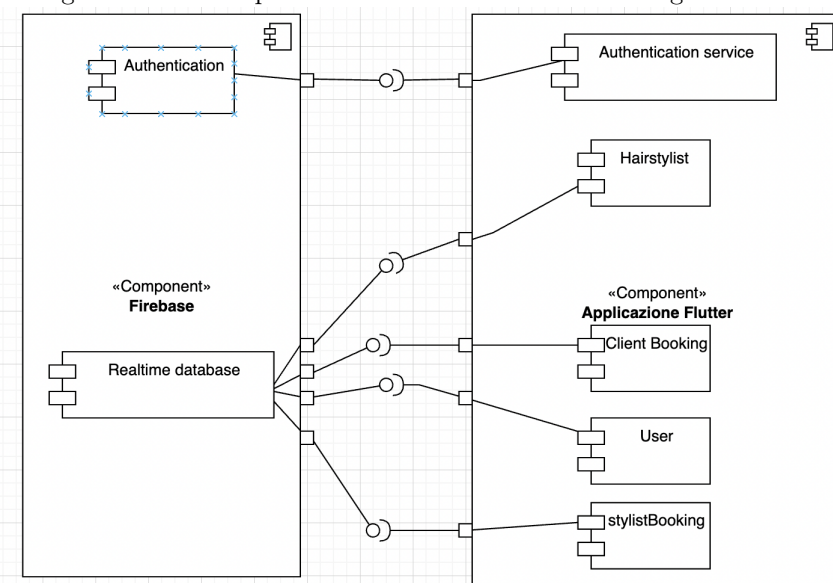 Authentication
Authentication service
Hairstylist
«Component»
Firebase
«Component»
Applicazione Flutter
Client Booking
Realtime database
User
stylistBooking